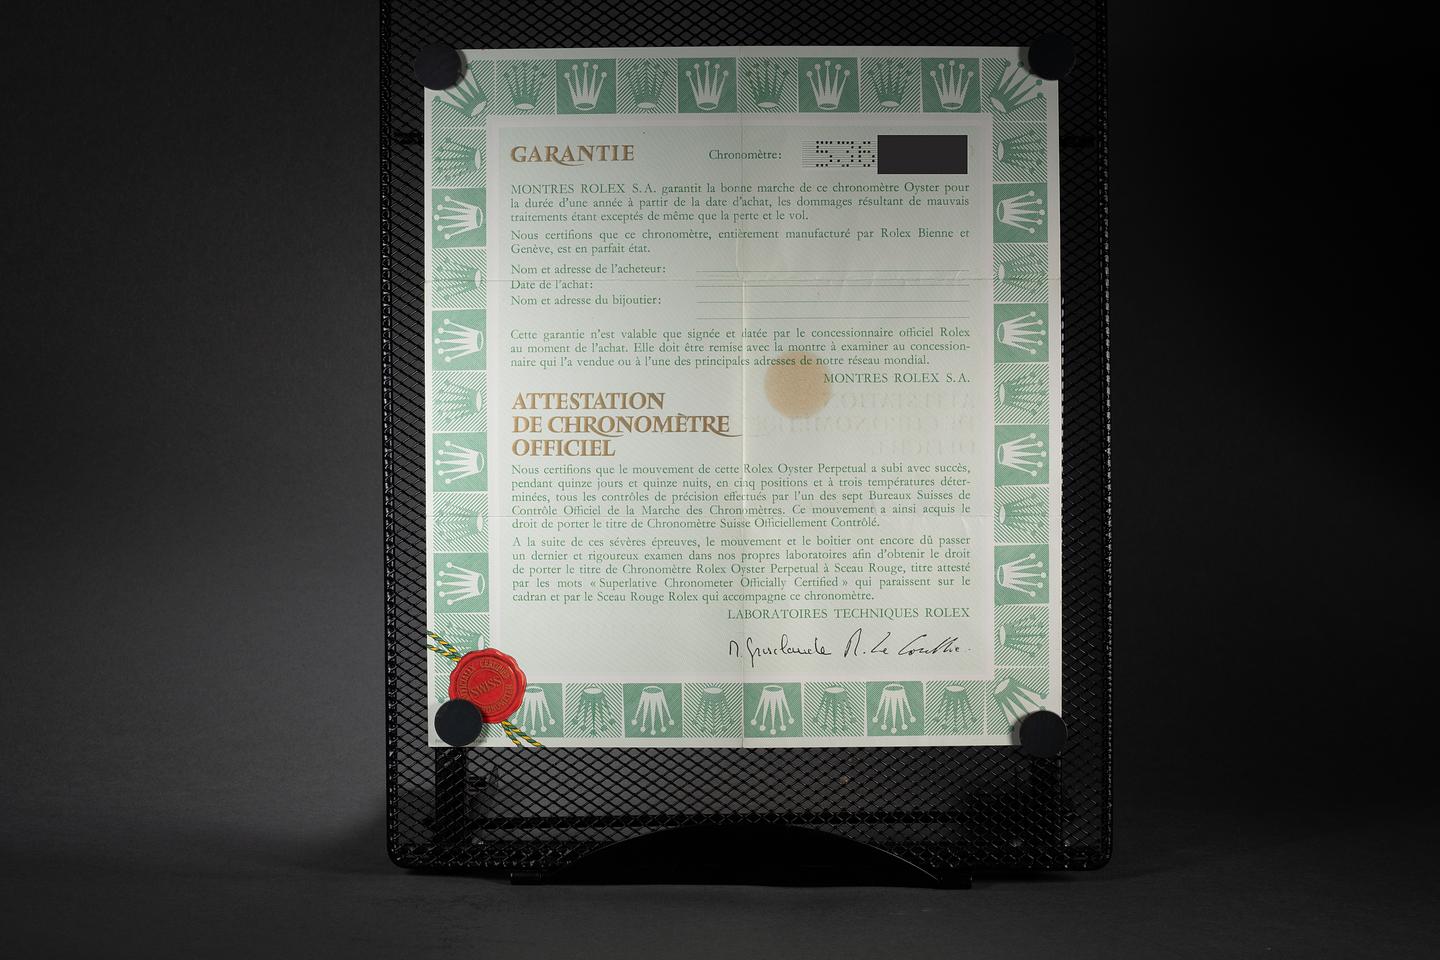 GARANTIE
Chronomètre: 536
MONTRES ROLEX S.A. garantit la bonne marche de ce chronomètre Oyster pour
la durée d'une année à partir de la date d'achat, les dommages résultant de mauvais
traitements étant exceptés de même que la perte et le vol.
Nous certifions que ce chronomètre, entièrement manufacturé par Rolex Bienne et
Genève, est en parfait état.
Nom et adresse de l'acheteur:
Date de l'achat:
Nom et adresse du bijoutier:
Cette garantie n'est valable que signée et datée par le concessionnaire officiel Rolex
au moment de l'achat. Elle doit être remise avec la montre à examiner au concession-
naire qui l'a vendue ou à l'une des principales adresses de notre réseau mondial.
MONTRES ROLEX S.A.
ATTESTATION
DE CHRONOMÈTRE
OFFICIEL
Nous certifions que le mouvement de cette Rolex Oyster Perpetual a subi avec succès,
pendant quinze jours et quinze nuits, en cinq positions et à trois températures déter-
minées, tous les contrôles de précision effectués par l'un des sept Bureaux Suisses de
Contrôle Officiel de la Marche des Chronomètres. Ce mouvement a ainsi acquis le
droit de porter le titre de Chronomètre Suisse Officiellement Contrôlé.
A la suite de ces sévères épreuves, le mouvement et le boîtier ont encore dû passer
un dernier et rigoureux examen dans nos propres laboratoires afin d'obtenir le droit
de porter le titre de Chronomètre Rolex Oyster Perpetual à Sceau Rouge, titre attesté
par les mots « Superlative Chronometer Officially Certified » qui paraissent sur le
cadran et par le Sceau Rouge Rolex qui accompagne ce chronomètre.
LABORATOIRES TECHNIQUES ROLEX
SWISS